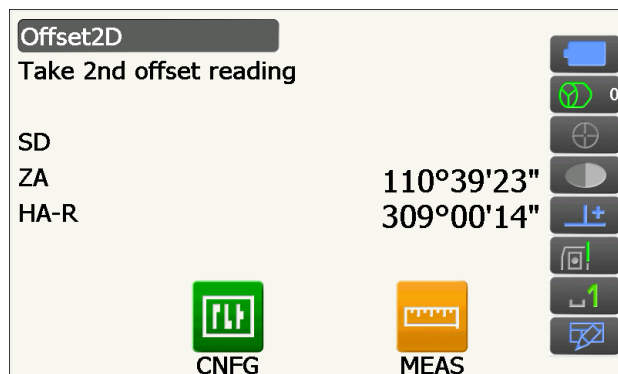 Offset2D
Take 2nd offset reading
0
SD
ZA 110°39'23"
HA-R 309°00'14"
1
CNFG MEAS